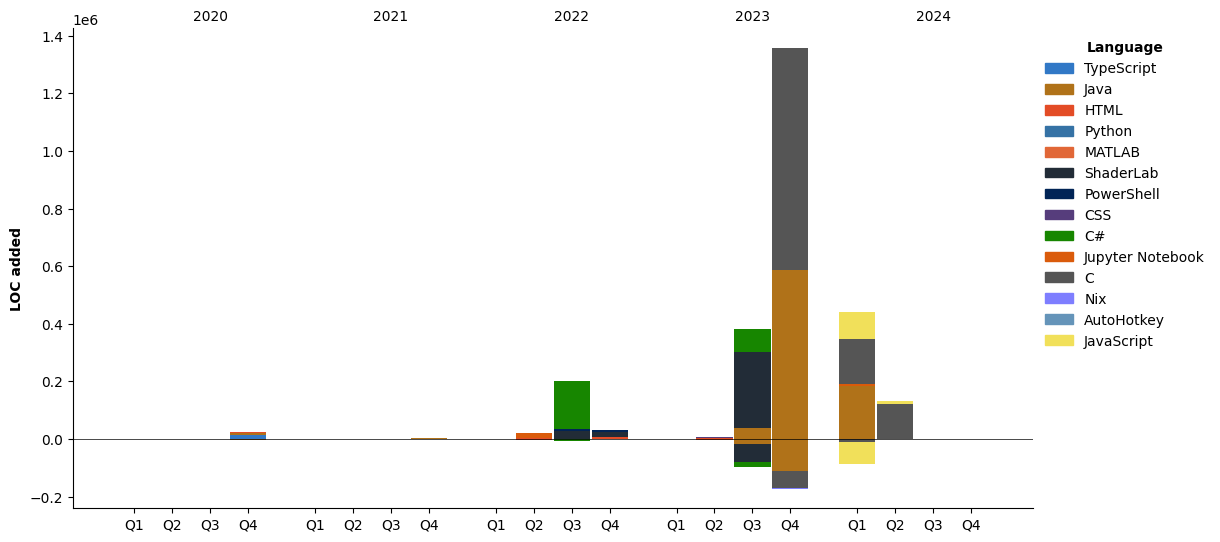 2020 2021 2022 2023 2024
1e6
1.4
1.2
1.0
0.8
0.6
0.4
0.2
0.0
−0.2
LOC added
Q1 Q2 Q3 Q4 Q1 Q2 Q3 Q4 Q1 Q2 Q3 Q4 Q1 Q2 Q3 Q4 Q1 Q2 Q3 Q4
Language
TypeScript
Java
HTML
Python
MATLAB
ShaderLab
PowerShell
CSS
C#
Jupyter Notebook
C
Nix
AutoHotkey
JavaScript